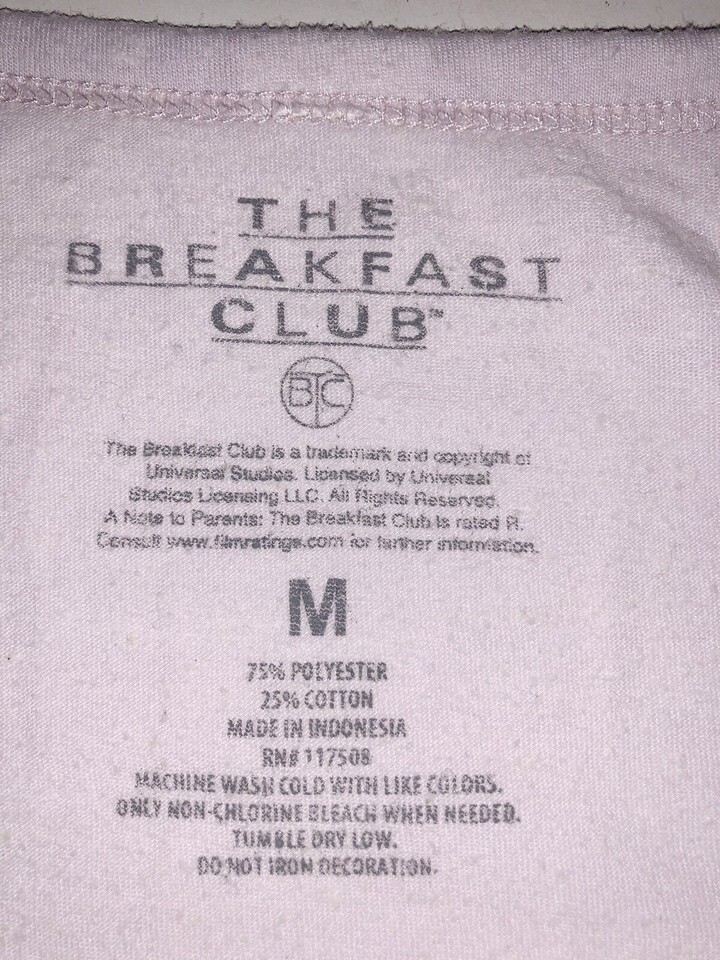 THE
BREAKFAST
CLUB™
BTC
The Breakfast Club is a trademark and copyright of
Universal Studios. Licensed by Universal
Studios Licensing LLC. All Rights Reserved.
A Note to Parents: The Breakfast Club is rated R.
Consult www.filmratings.com for further information.
M
75% POLYESTER
25% COTTON
MADE IN INDONESIA
RN# 117508
MACHINE WASH COLD WITH LIKE COLORS.
ONLY NON-CHLORINE BLEACH WHEN NEEDED.
TUMBLE DRY LOW.
DO NOT IRON DECORATION.